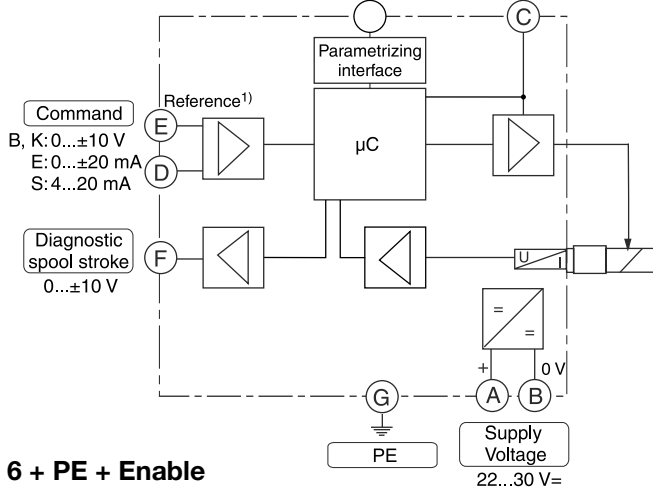 C
Parametrizing
interface
Command
Reference1)
B, K: 0...±10 V
E: 0...±20 mA
S: 4...20 mA
E
D
µC
Diagnostic
spool stroke
0...±10 V
F
U
I
=
=
+
0 V
G
A
B
PE
Supply
Voltage
22...30 V=
6 + PE + Enable